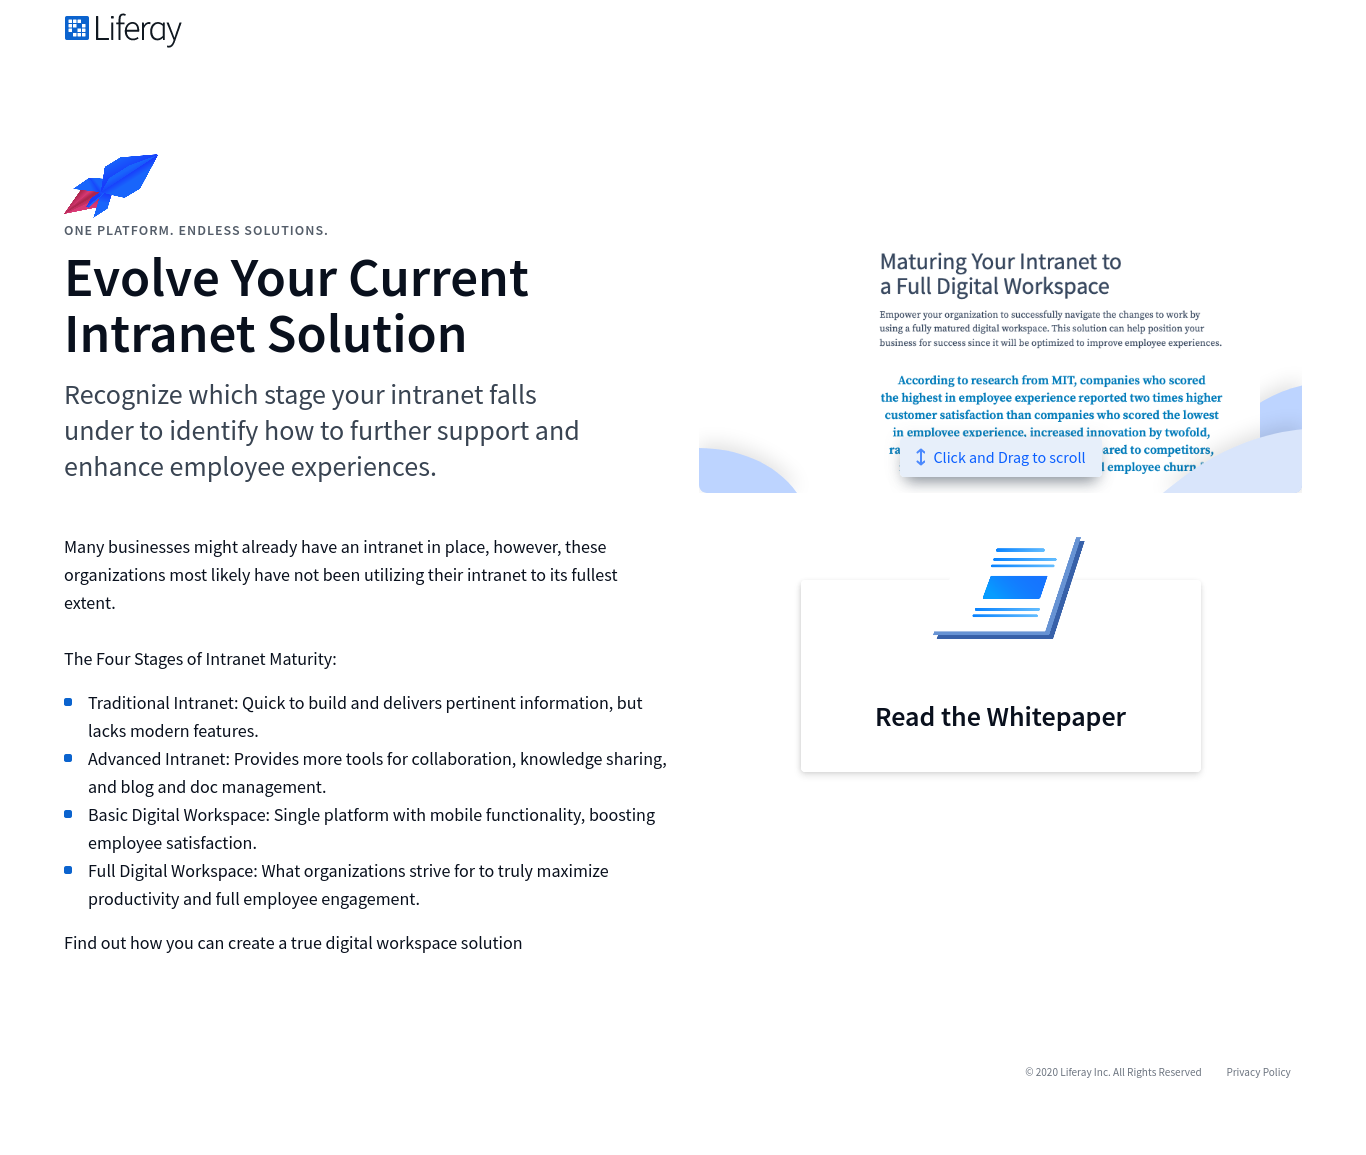 Liferay
ONE PLATFORM. ENDLESS SOLUTIONS.
Evolve Your Current
Intranet Solution
Recognize which stage your intranet falls
under to identify how to further support and
enhance employee experiences.
Many businesses might already have an intranet in place, however, these
organizations most likely have not been utilizing their intranet to its fullest
extent.
The Four Stages of Intranet Maturity:
Traditional Intranet: Quick to build and delivers pertinent information, but
lacks modern features.
Advanced Intranet: Provides more tools for collaboration, knowledge sharing,
and blog and doc management.
Basic Digital Workspace: Single platform with mobile functionality, boosting
employee satisfaction.
Full Digital Workspace: What organizations strive for to truly maximize
productivity and full employee engagement.
Find out how you can create a true digital workspace solution
Maturing Your Intranet to
a Full Digital Workspace
Empower your organization to successfully navigate the changes to work by
using a fully matured digital workspace. This solution can help position your
business for success since it will be optimized to improve employee experiences.
According to research from MIT, companies who scored
the highest in employee experience reported two times higher
customer satisfaction than companies who scored the lowest
in employee experience, increased innovation by twofold,
to competitors,
employee churn
Click and Drag to scroll
Read the Whitepaper
© 2020 Liferay Inc. All Rights Reserved
Privacy Policy